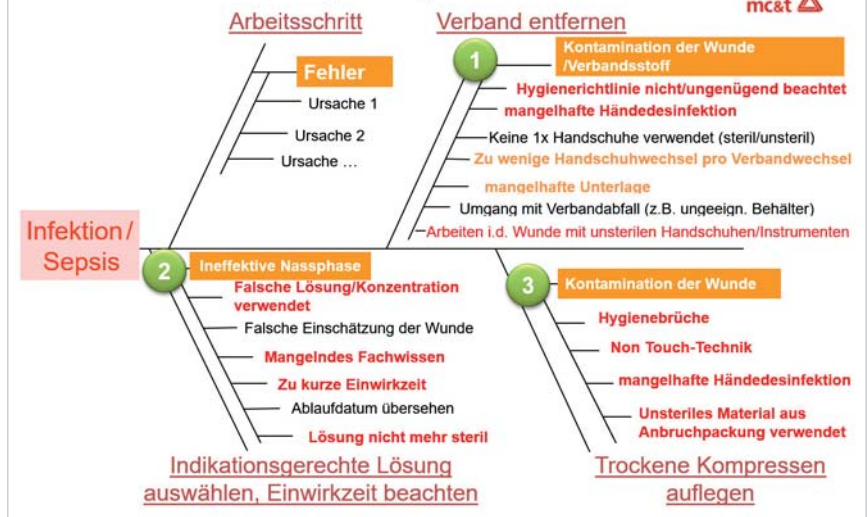 Arbeitsschritt
Verband entfernen
mc&t
Fehler
Ursache 1
Ursache 2
Ursache ...
1
Kontamination der Wunde
/Verbandsstoff
Hygienerichtlinie nicht/ungenügend beachtet
mangelhafte Händedesinfektion
Keine 1x Handschuhe verwendet (steril/unsteril)
Zu wenige Handschuhwechsel pro Verbandwechsel
mangelhafte Unterlage
Umgang mit Verbandabfall (z.B. ungeeign. Behälter)
Arbeiten i.d. Wunde mit unsterilen Handschuhen/Instrumenten
Infektion/
Sepsis
2
Ineffektive Nassphase
Falsche Lösung/Konzentration
verwendet
Falsche Einschätzung der Wunde
Mangelndes Fachwissen
Zu kurze Einwirkzeit
Ablaufdatum übersehen
Lösung nicht mehr steril
Indikationsgerechte Lösung
auswählen, Einwirkzeit beachten
3
Kontamination der Wunde
Hygienebrüche
Non Touch-Technik
mangelhafte Händedesinfektion
Unsteriles Material aus
Anbruchpackung verwendet
Trockene Kompressen
auflegen